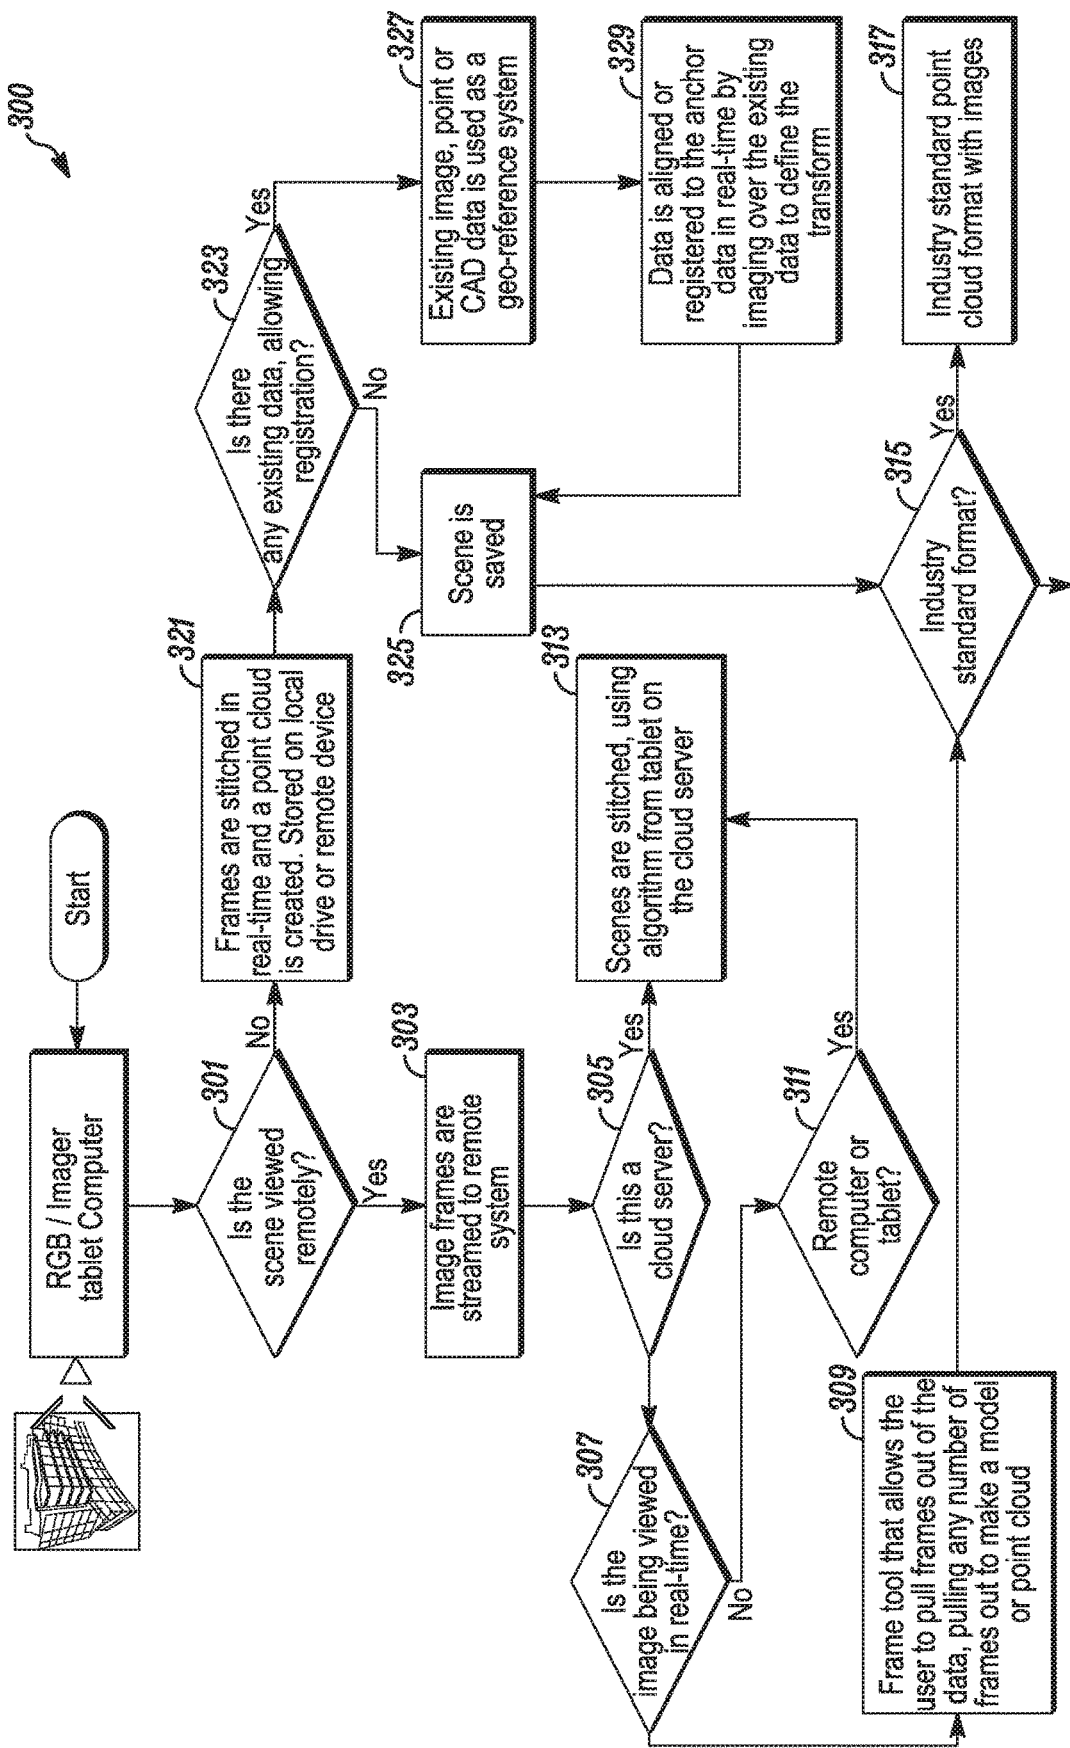 300
Start
RGB / Imager
tablet Computer
301
Is the
scene viewed
remotely?
No
Yes
321
Frames are stitched in
real-time and a point cloud
is created. Stored on local
drive or remote device
323
Is there
any existing data, allowing
registration?
Yes
No
327
Existing image, point or
CAD data is used as a
geo-reference system
329
Data is aligned or
registered to the anchor
data in real-time by
imaging over the existing
data to define the
transform
325
Scene is
saved
303
Image frames are
streamed to remote
system
305
Is this a
cloud server?
Yes
313
Scenes are stitched, using
algorithm from tablet on
the cloud server
307
Is the
image being viewed
in real-time?
No
311
Remote
computer or
tablet?
Yes
309
Frame tool that allows the
user to pull frames out of the
data, pulling any number of
frames out to make a model
or point cloud
315
Industry
standard format?
Yes
317
Industry standard point
cloud format with images